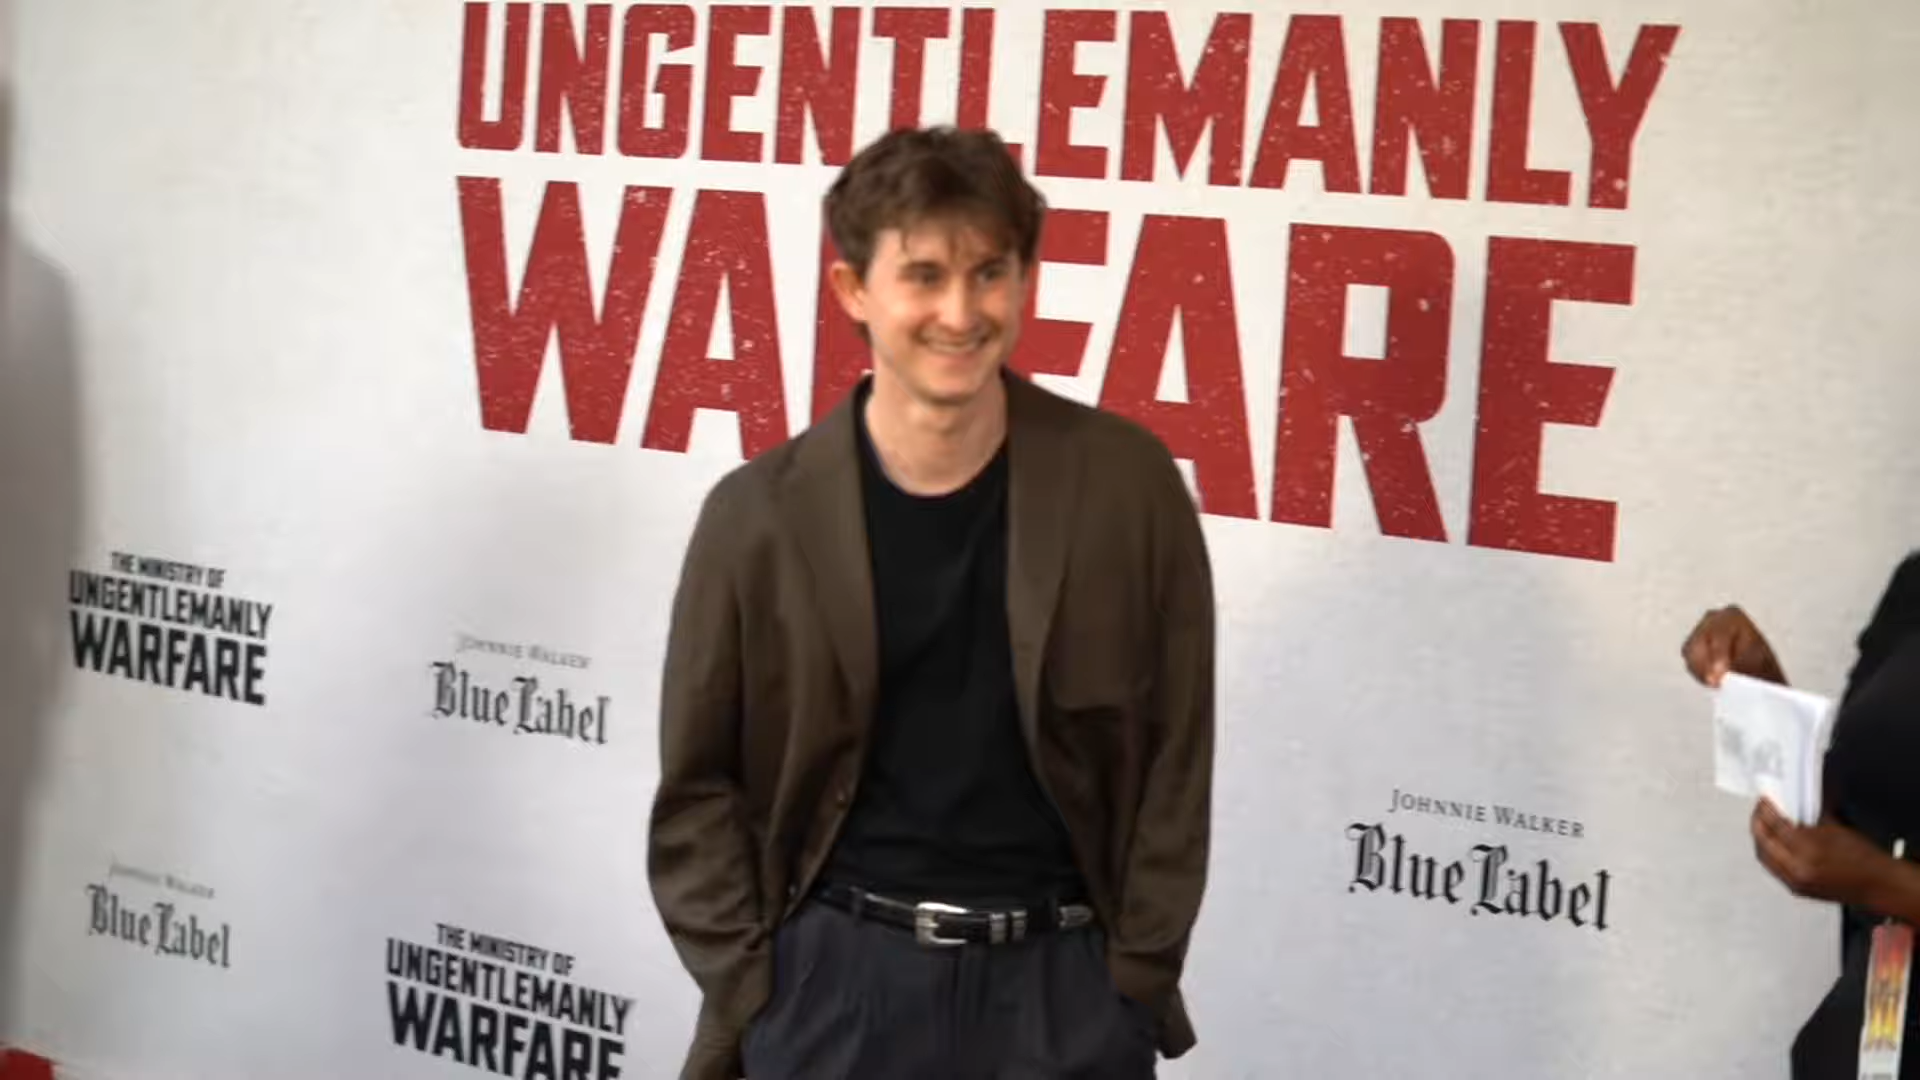 UNGENTLEMANLY
WARFARE
THE MINISTRY OF
UNGENTLEMANLY
WARFARE
JOHNNIE WALKER
Blue Label
JOHNNIE WALKER
Blue Label
JOHNNIE WALKER
Blue Label
THE MINISTRY OF
UNGENTLEMANLY
WARFARE